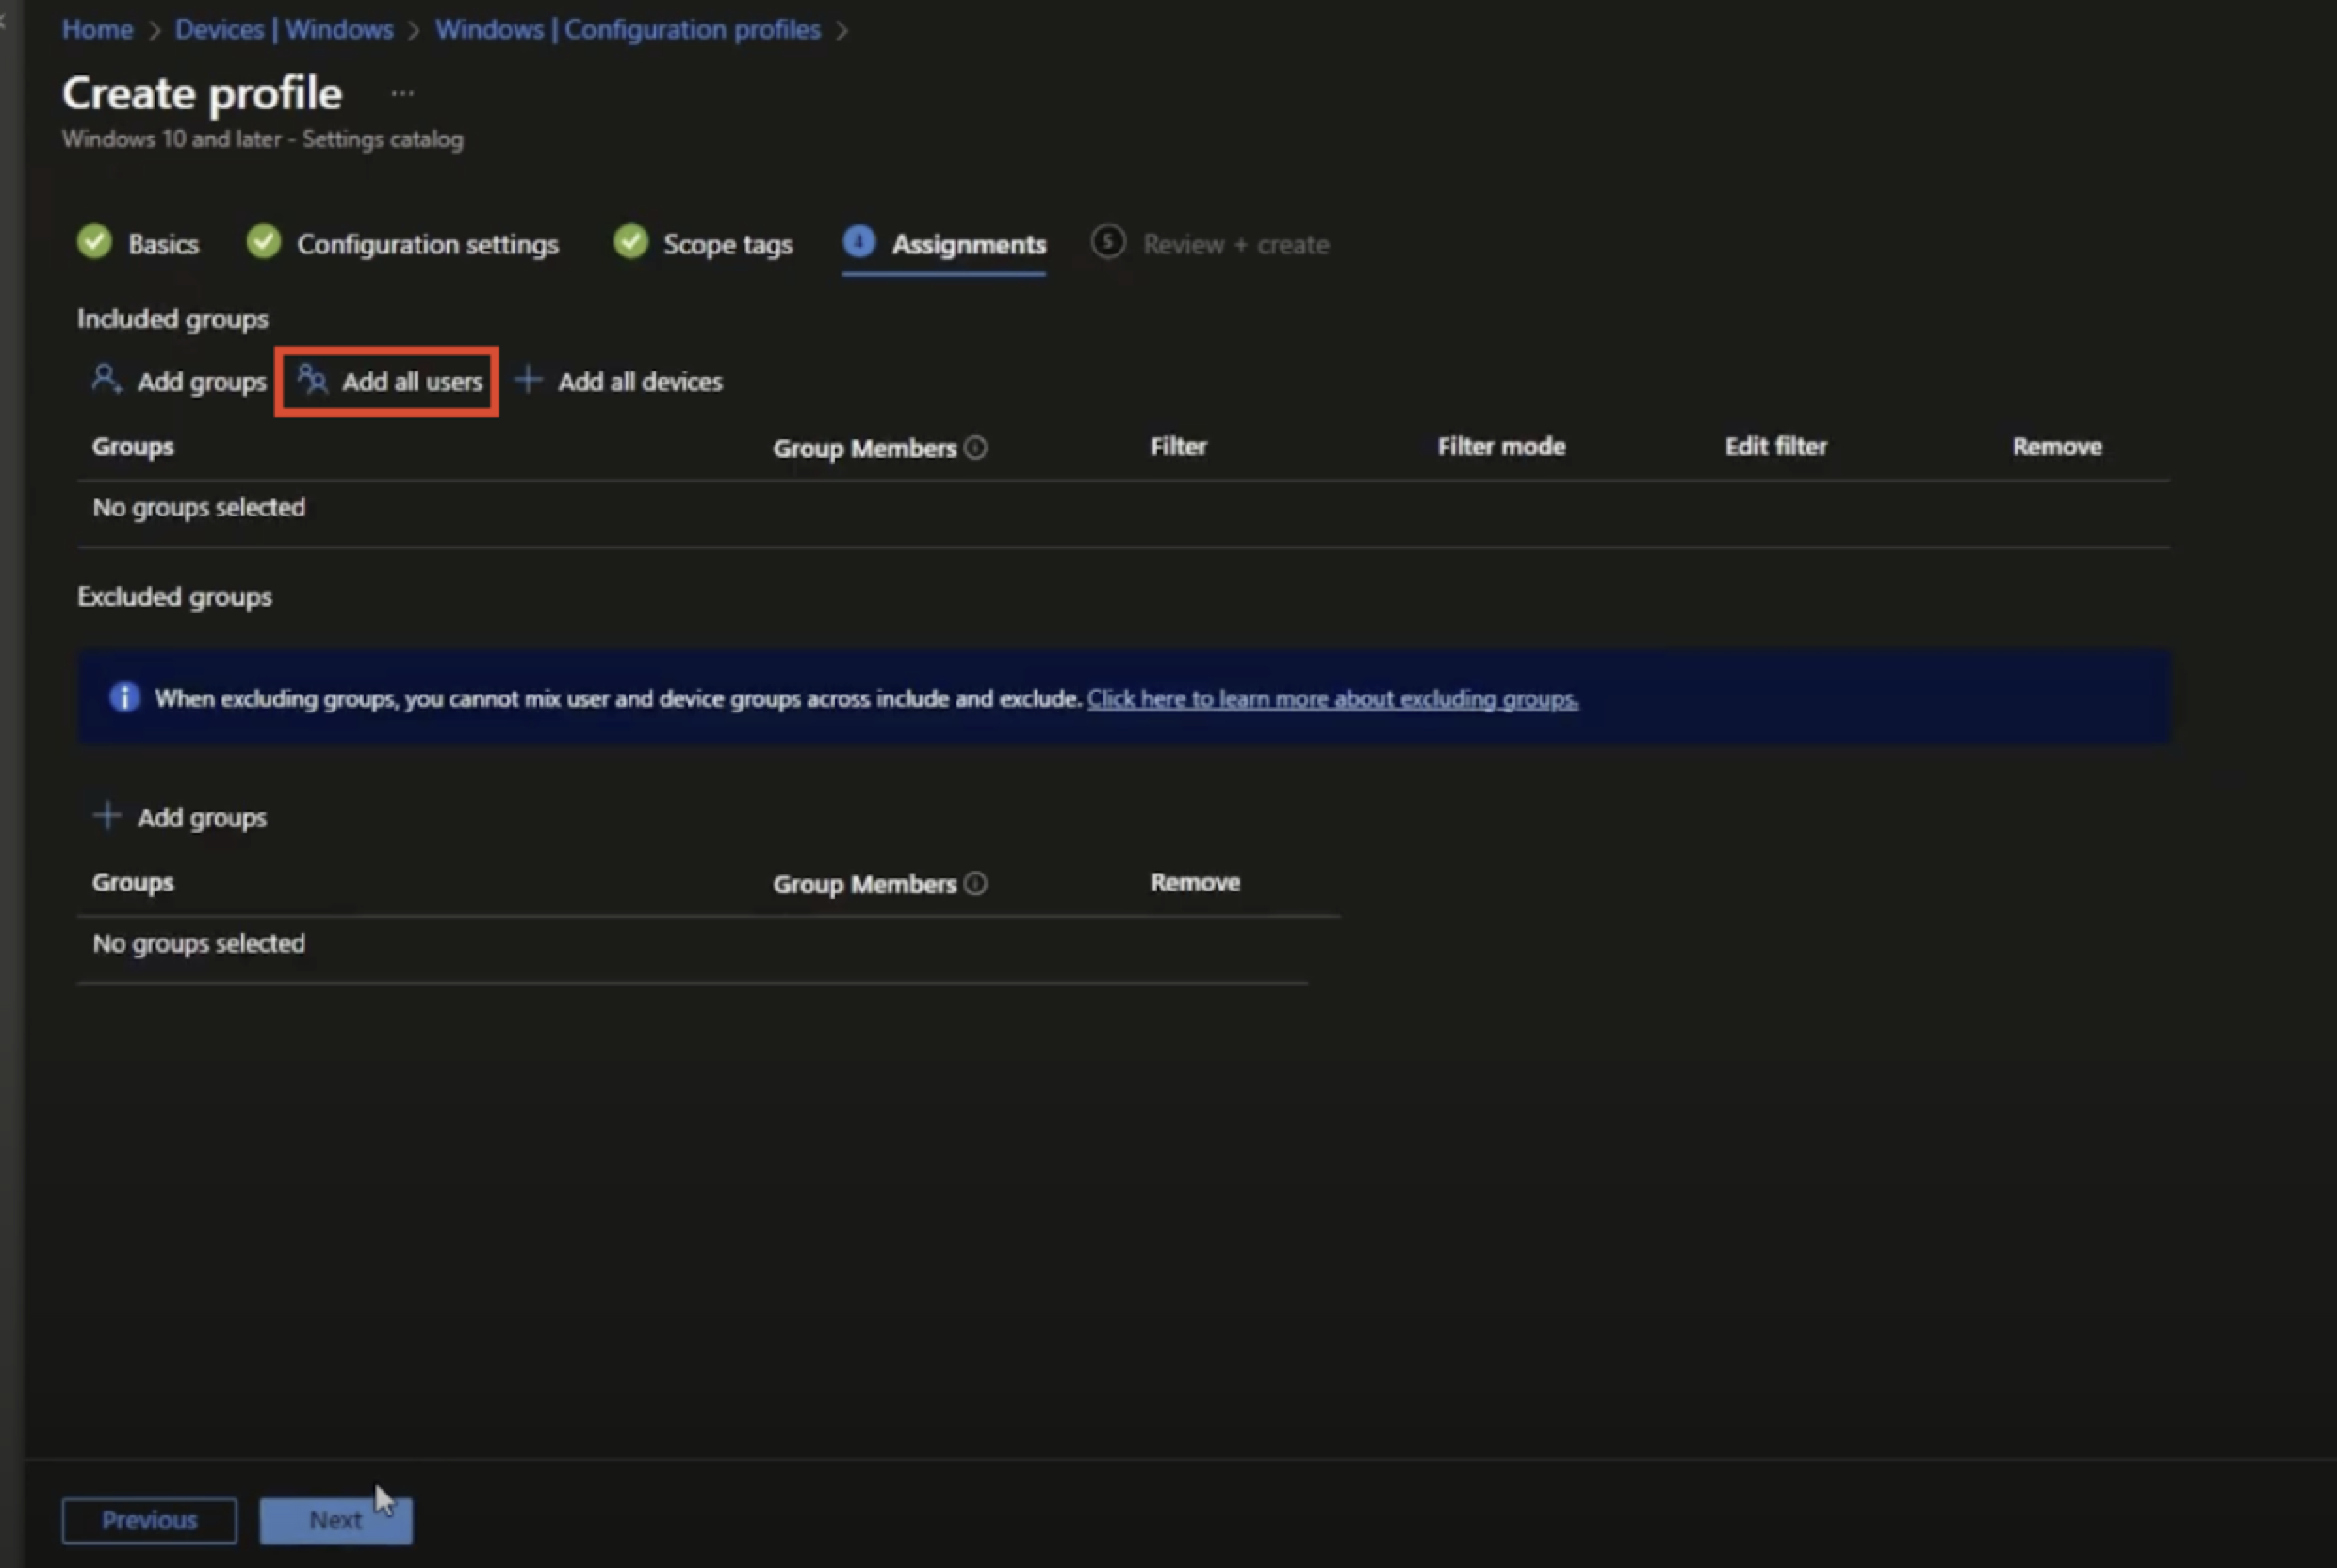 Home > Devices | Windows > Windows | Configuration profiles >
Create profile ...
Windows 10 and later - Settings catalog
Basics Configuration settings Scope tags 4 Assignments 5 Review + create
Included groups
Add groups Add all users Add all devices
Groups Group Members Filter Filter mode Edit filter Remove
No groups selected
Excluded groups
When excluding groups, you cannot mix user and device groups across include and exclude. Click here to learn more about excluding groups.
Add groups
Groups Group Members Remove
No groups selected
Previous Next